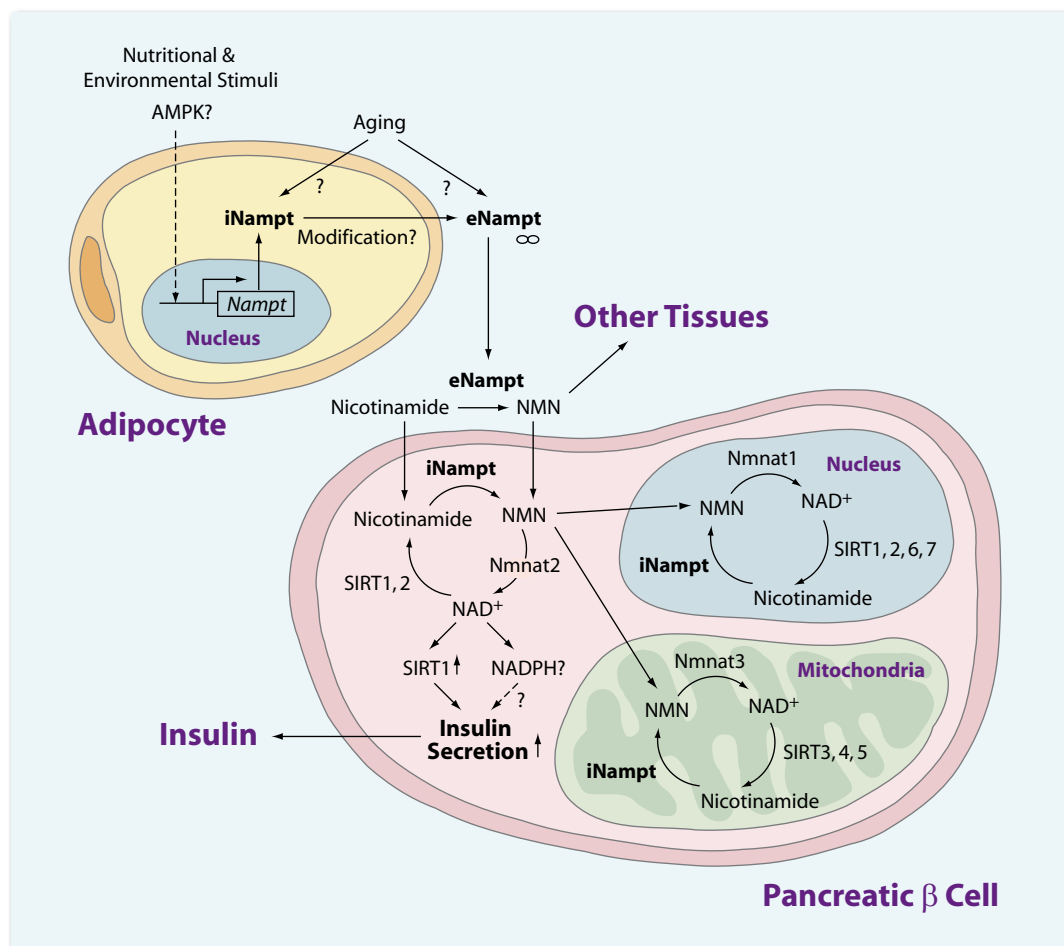 Nutritional &
Environmental Stimuli
AMPK?
Aging
?
?
iNampt
eNampt
Modification?
Nampt
Nucleus
Adipocyte
Other Tissues
eNampt
Nicotinamide
NMN
iNampt
Nicotinamide
NMN
Nmnat2
SIRT1, 2
NAD+
SIRT1
NADPH?
?
Insulin
Secretion
Insulin
Nmnat1
Nucleus
NMN
NAD+
iNampt
SIRT1, 2, 6, 7
Nicotinamide
Nmnat3
Mitochondria
NMN
NAD+
iNampt
SIRT3, 4, 5
Nicotinamide
Pancreatic β Cell